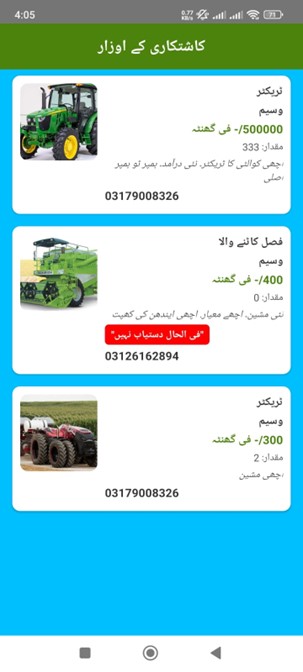 4:05
0.77 KB/s
73
کاشتکاری کے اوزار
ٹریکٹر
وسیم
500000/- فی گھنٹہ
مقدار: 333
اچھی کوالٹی کا ٹریکٹر۔ نئی درآمد۔ بمپر ٹو بمپر
اصلی
03179008326
فصل کاٹنے والا
وسیم
400/- فی گھنٹہ
مقدار: 0
نئی مشین۔ اچھے معیار۔ اچھی ایندھن کی کھپت
"فی الحال دستیاب نہیں"
03126162894
ٹریکٹر
وسیم
300/- فی گھنٹہ
مقدار: 2
اچھی مشین
03179008326